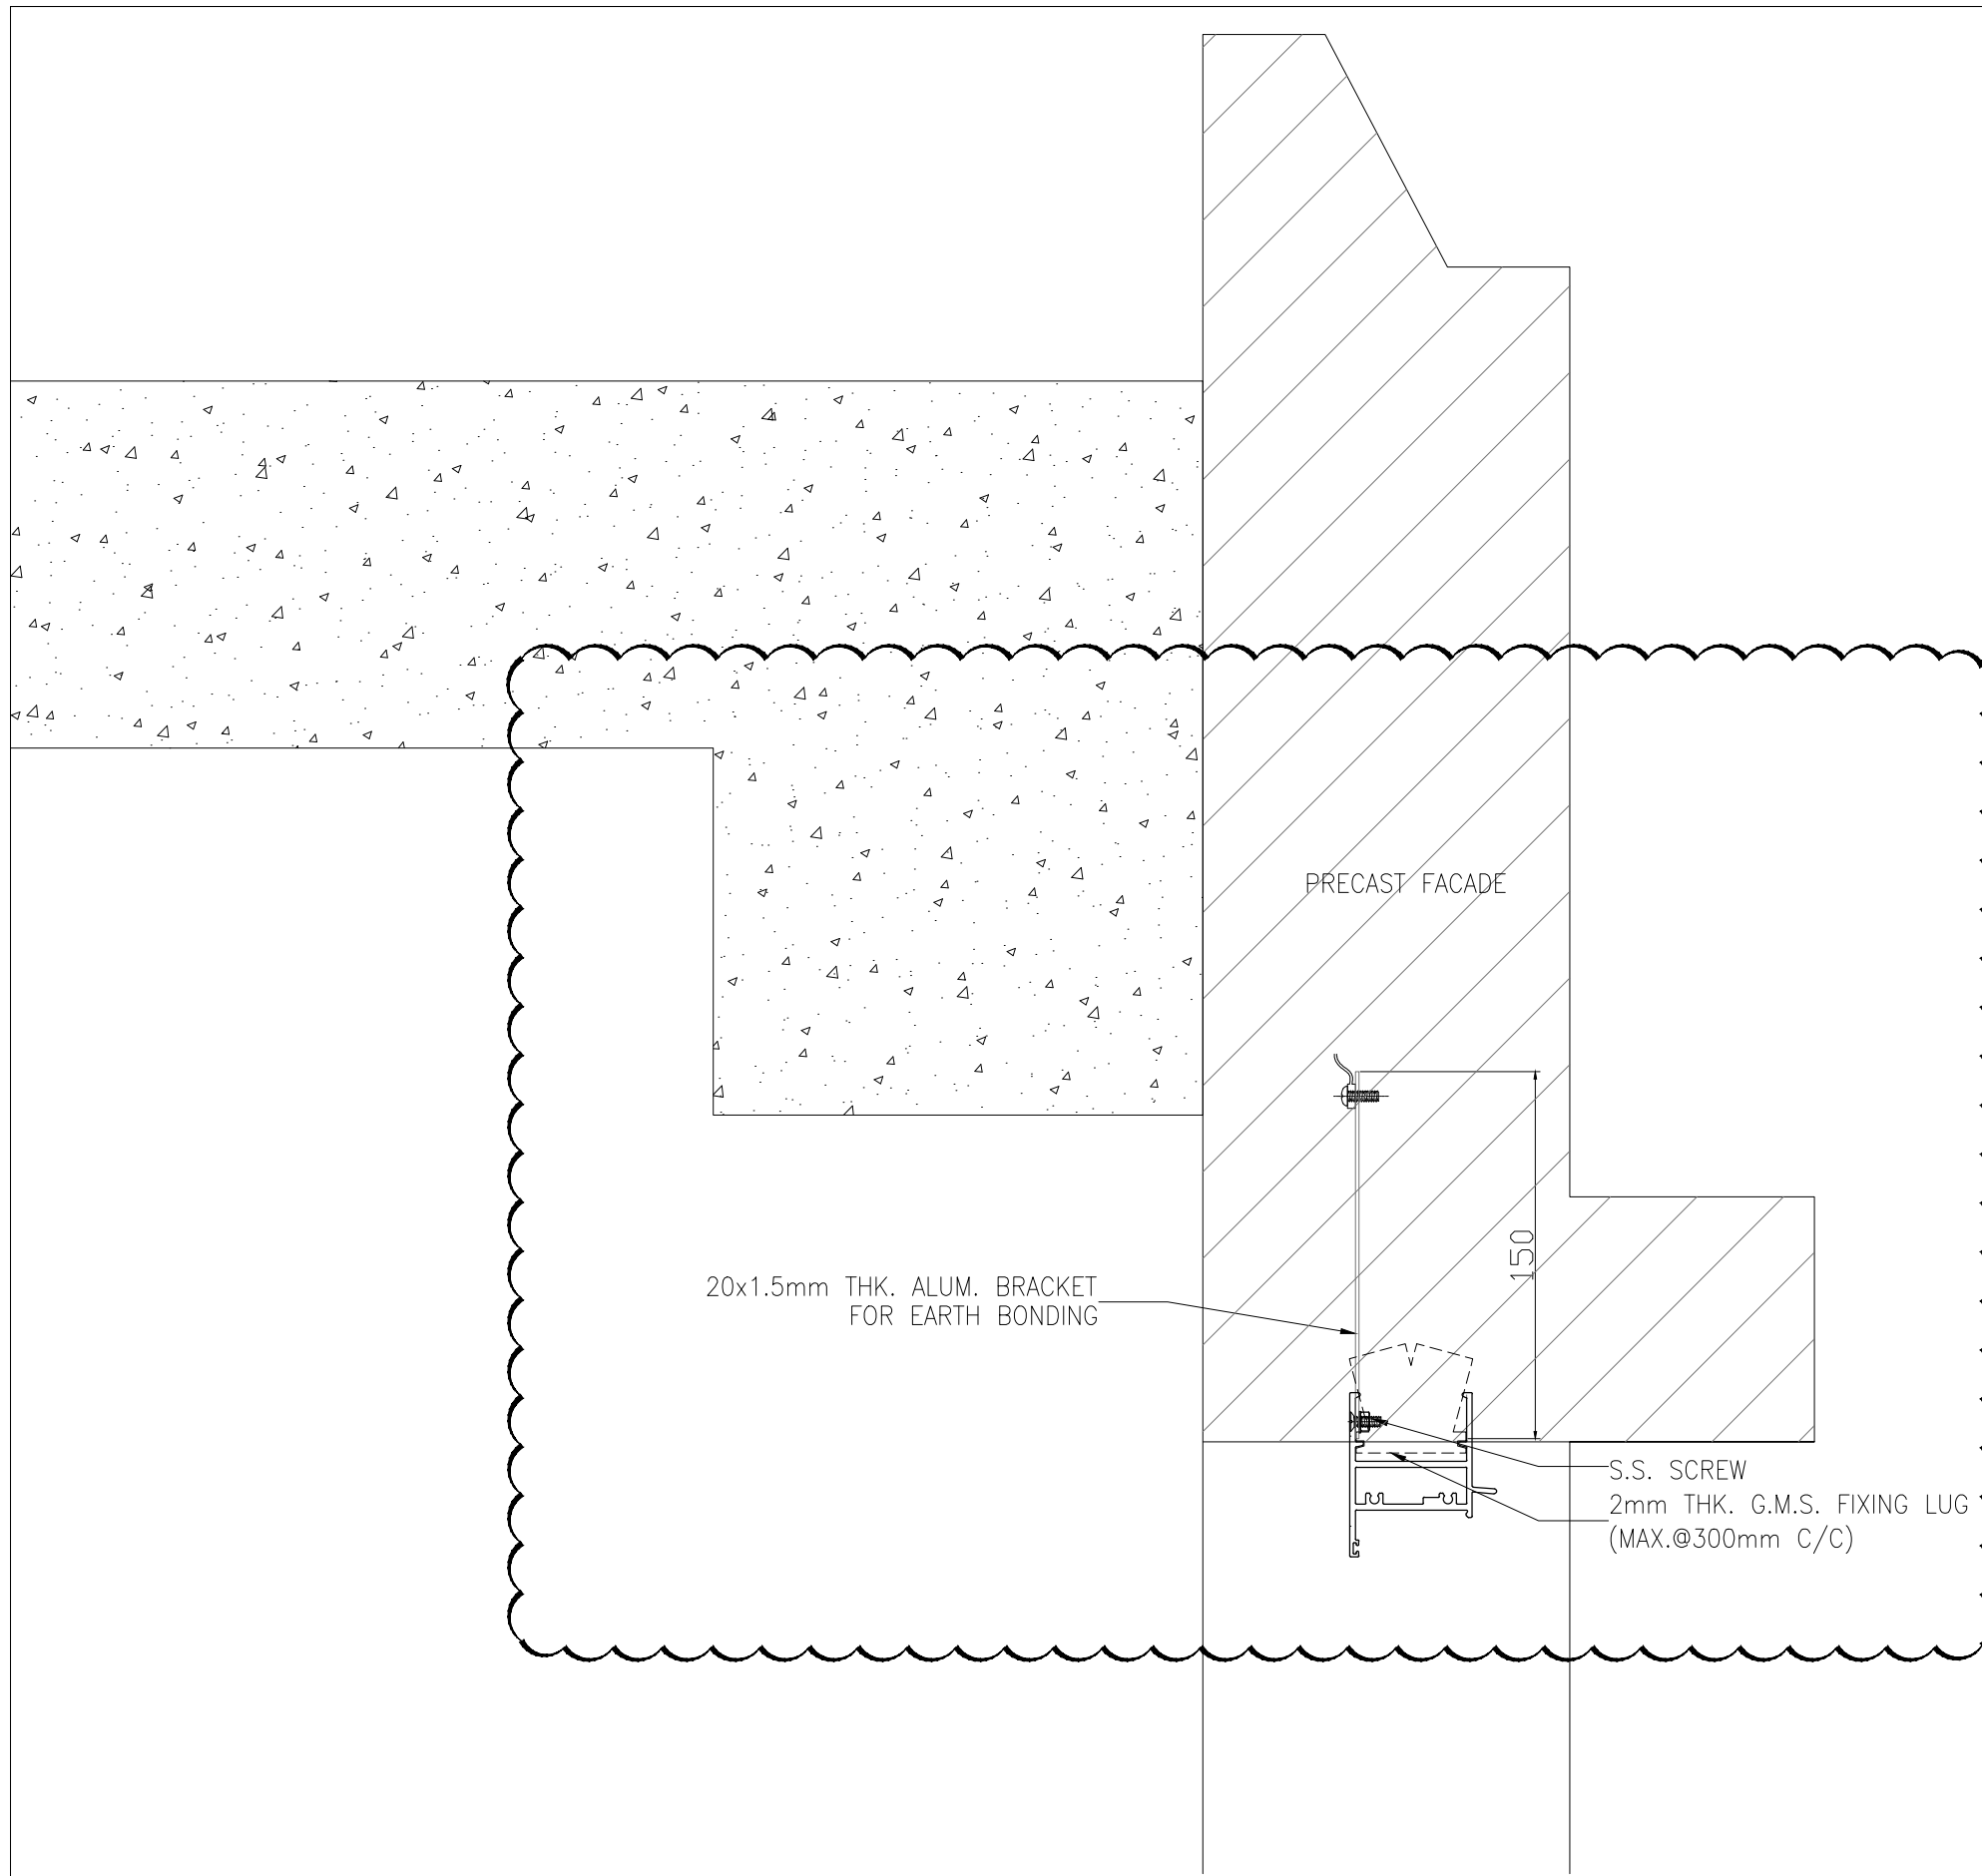 PRECAST FACADE
150
20x1.5mm THK. ALUM. BRACKET
FOR EARTH BONDING
S.S. SCREW
2mm THK. G.M.S. FIXING LUG
(MAX.@300mm C/C)